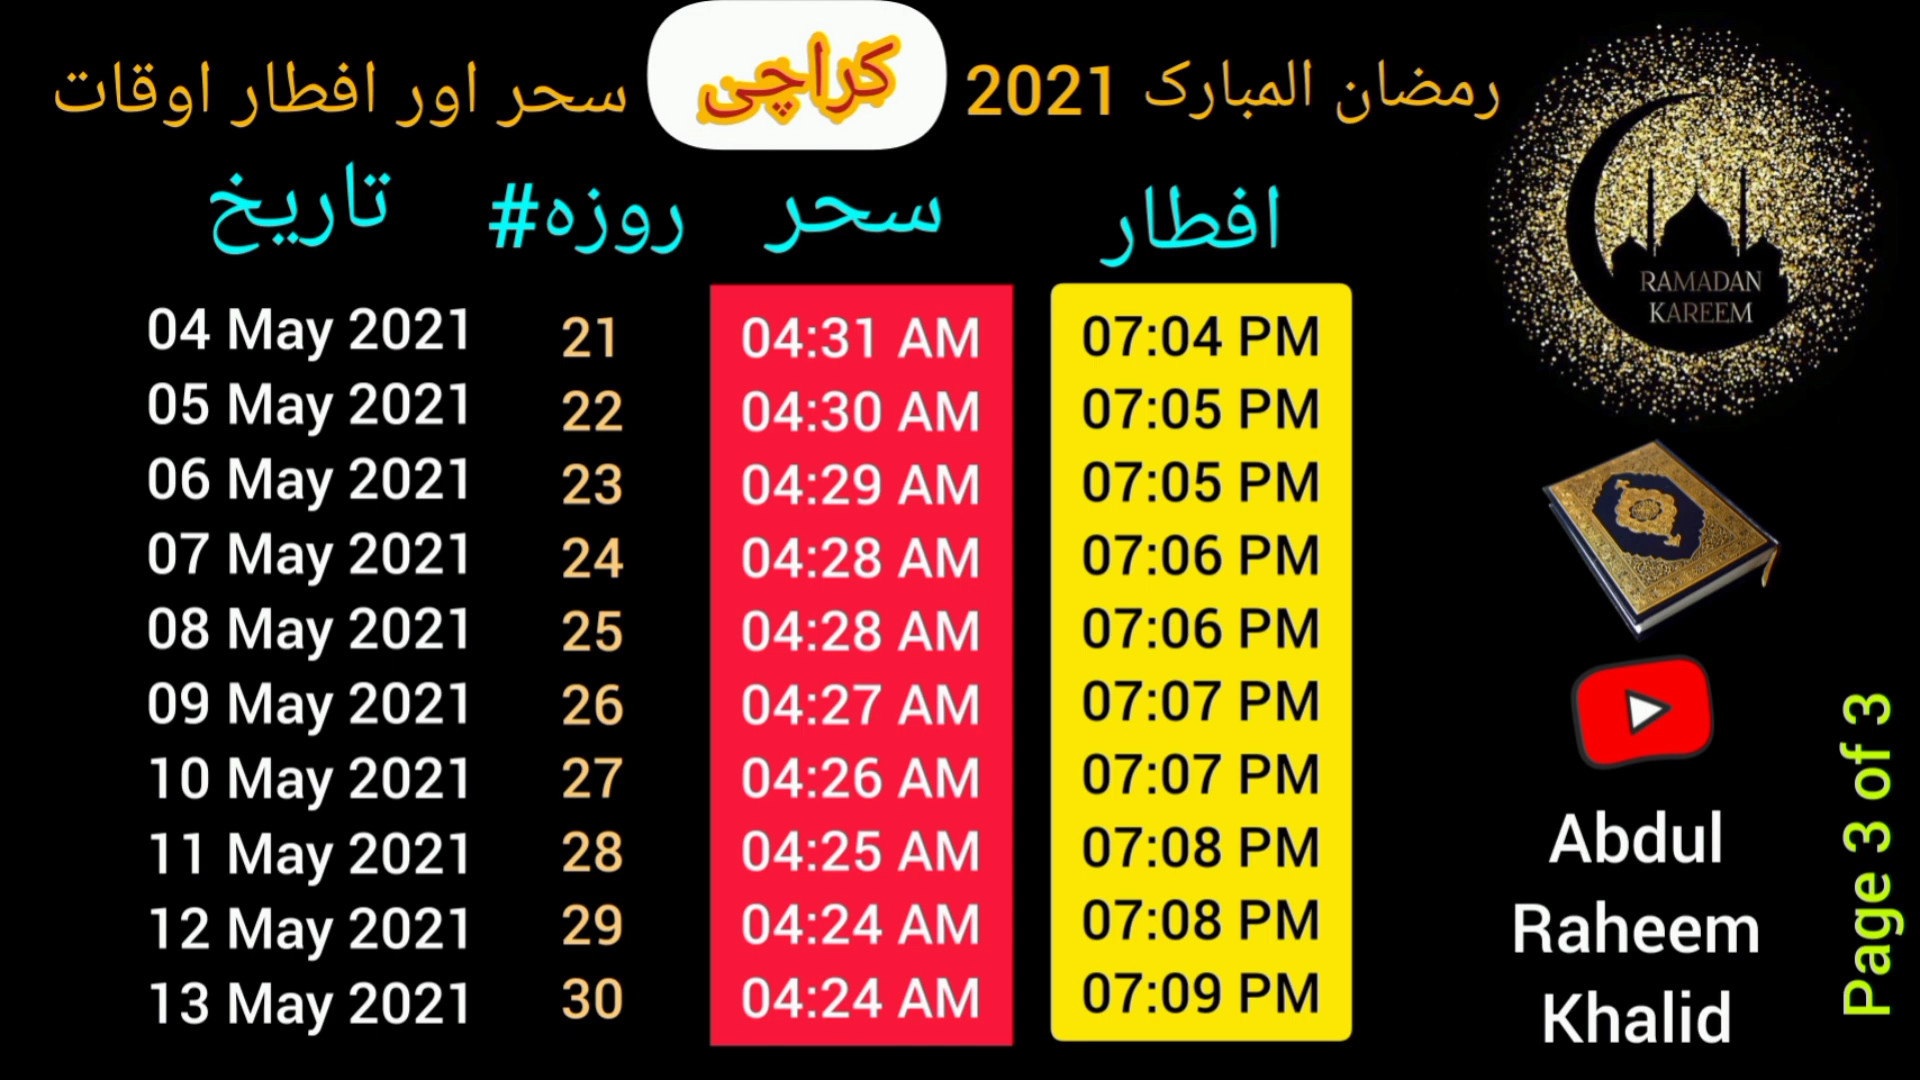 رمضان المبارک 2021 کراچی سحر اور افطار اوقات
تاریخ روزہ# سحر افطار
04 May 2021 21 04:31 AM 07:04 PM
05 May 2021 22 04:30 AM 07:05 PM
06 May 2021 23 04:29 AM 07:05 PM
07 May 2021 24 04:28 AM 07:06 PM
08 May 2021 25 04:28 AM 07:06 PM
09 May 2021 26 04:27 AM 07:07 PM
10 May 2021 27 04:26 AM 07:07 PM
11 May 2021 28 04:25 AM 07:08 PM
12 May 2021 29 04:24 AM 07:08 PM
13 May 2021 30 04:24 AM 07:09 PM
RAMADAN
KAREEM
Abdul
Raheem
Khalid
Page 3 of 3